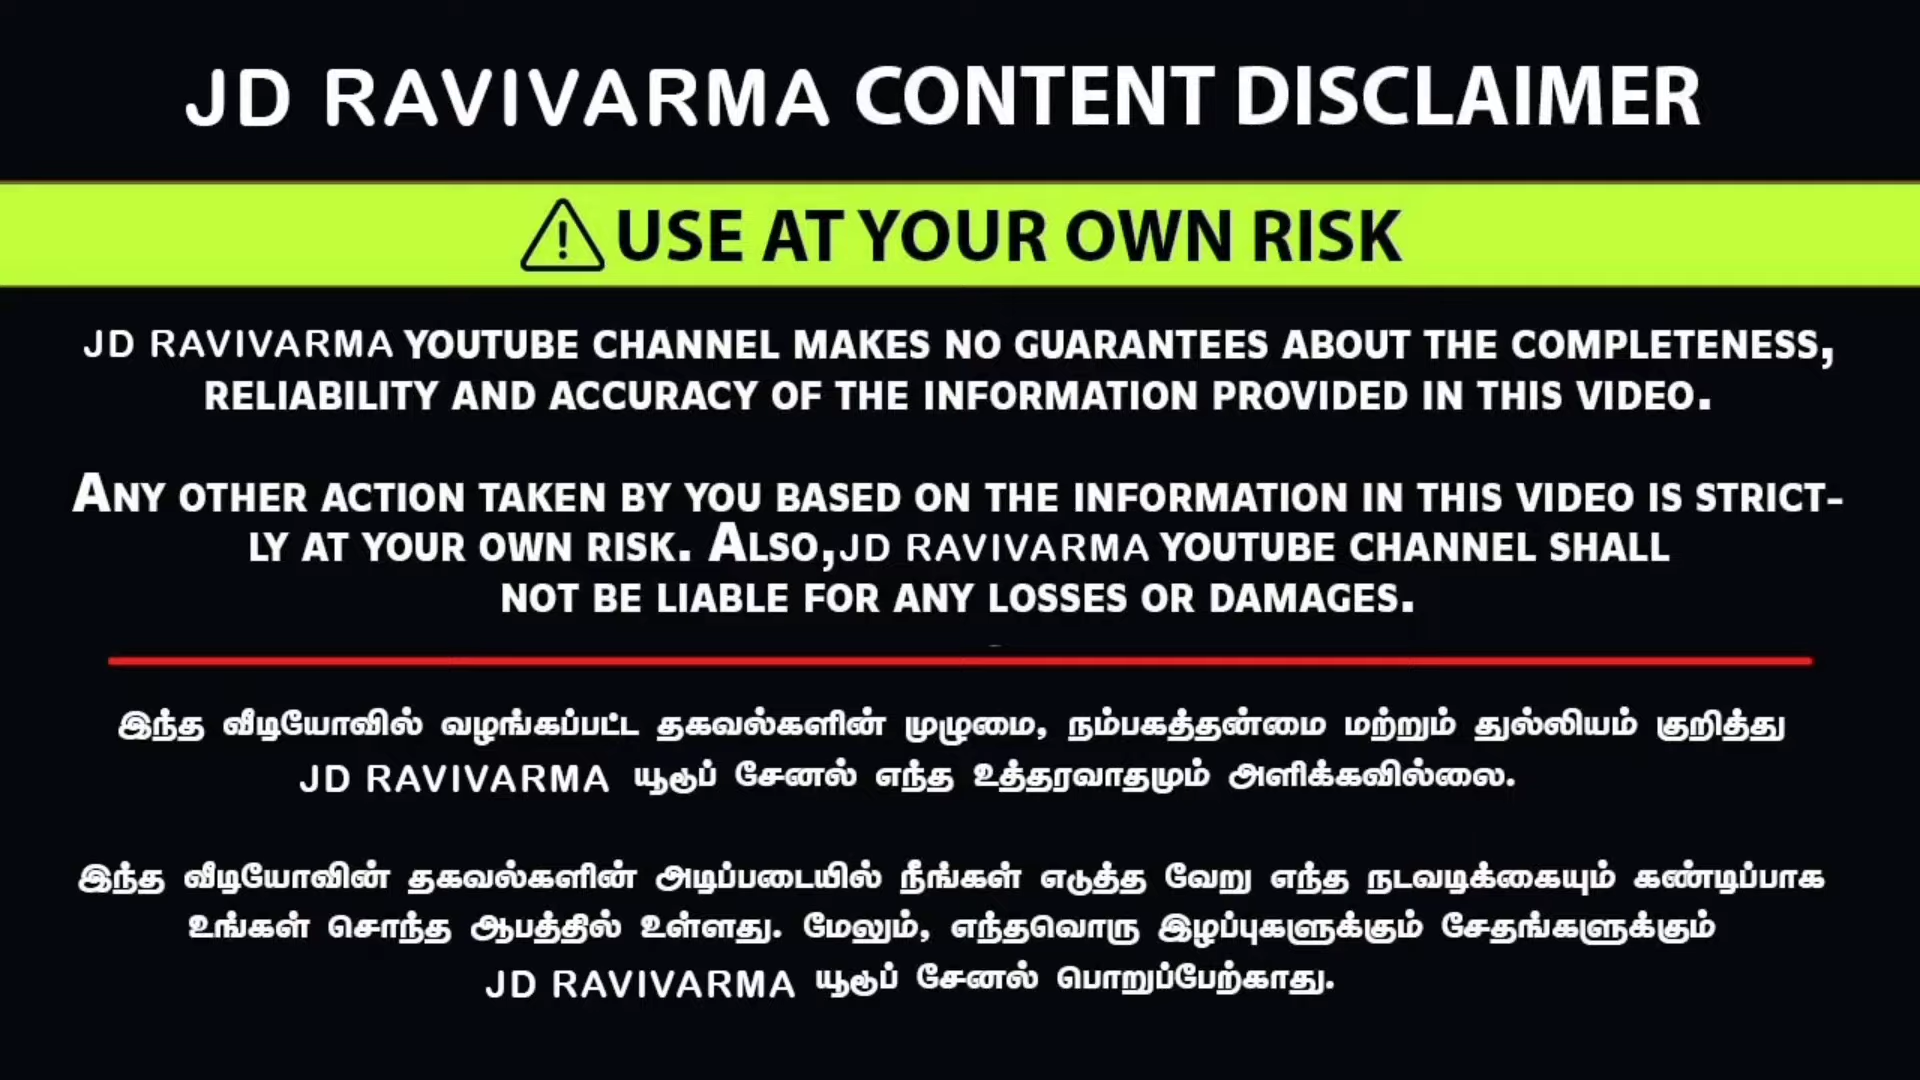 JD RAVIVARMA CONTENT DISCLAIMER
USE AT YOUR OWN RISK
JD RAVIVARMA YOUTUBE CHANNEL MAKES NO GUARANTEES ABOUT THE COMPLETENESS,
RELIABILITY AND ACCURACY OF THE INFORMATION PROVIDED IN THIS VIDEO.
ANY OTHER ACTION TAKEN BY YOU BASED ON THE INFORMATION IN THIS VIDEO IS STRICT-
LY AT YOUR OWN RISK. ALSO,JD RAVIVARMA YOUTUBE CHANNEL SHALL
NOT BE LIABLE FOR ANY LOSSES OR DAMAGES.
இந்த வீடியோவில் வழங்கப்பட்ட தகவல்களின் முழுமை, நம்பகத்தன்மை மற்றும் துல்லியம் குறித்து
JD RAVIVARMA யூடூப் சேனல் எந்த உத்தரவாதமும் அளிக்கவில்லை.
இந்த வீடியோவின் தகவல்களின் அடிப்படையில் நீங்கள் எடுத்த வேறு எந்த நடவடிக்கையும் கண்டிப்பாக
உங்கள் சொந்த ஆபத்தில் உள்ளது. மேலும், எந்தவொரு இழப்புகளுக்கும் சேதங்களுக்கும்
JD RAVIVARMA யூடூப் சேனல் பொறுப்பேற்காது.